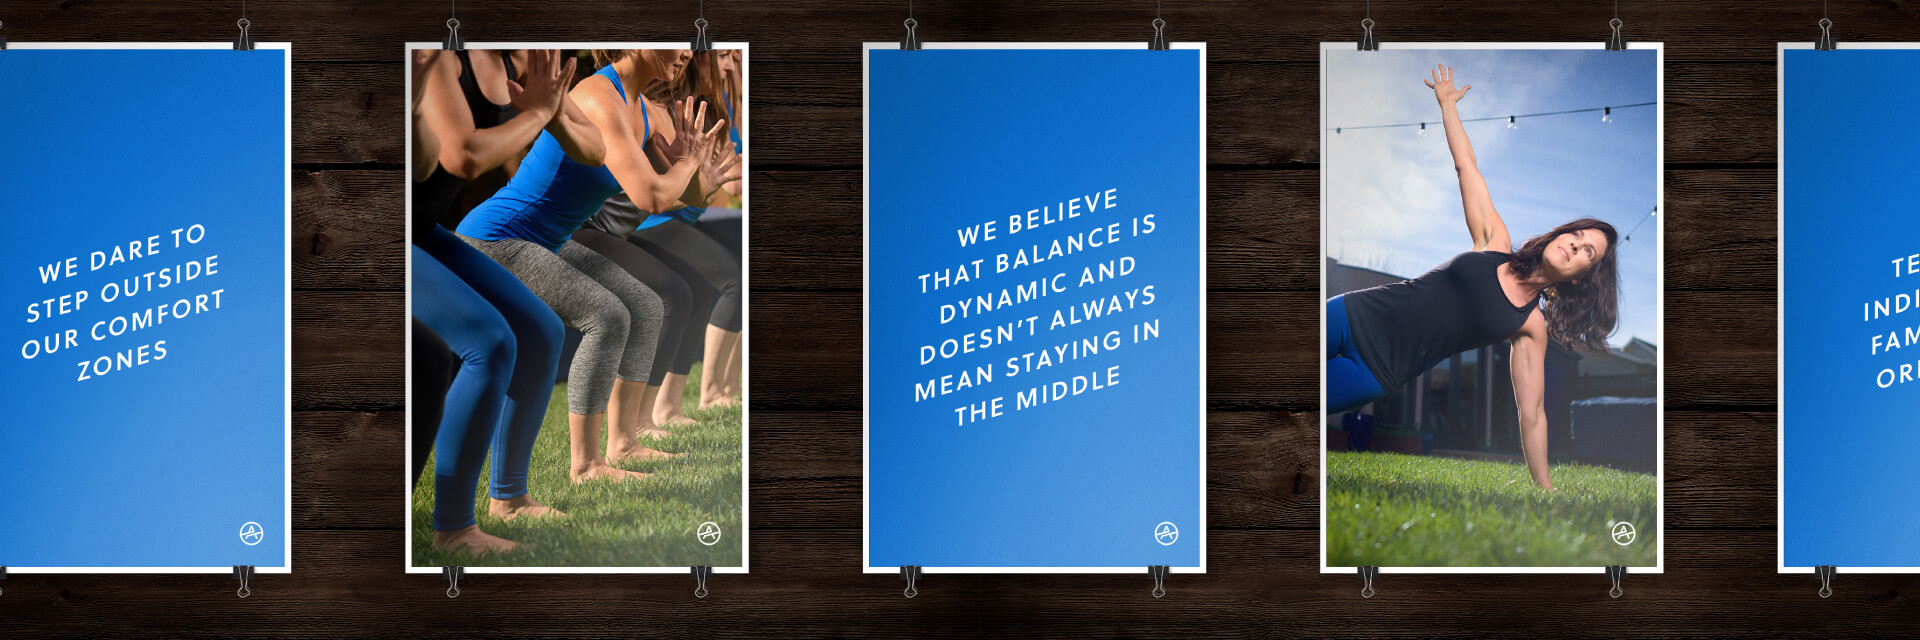 WE DARE TO
STEP OUTSIDE
OUR COMFORT
ZONES
WE BELIEVE
THAT BALANCE IS
DYNAMIC AND
DOESN'T ALWAYS
MEAN STAYING IN
THE MIDDLE